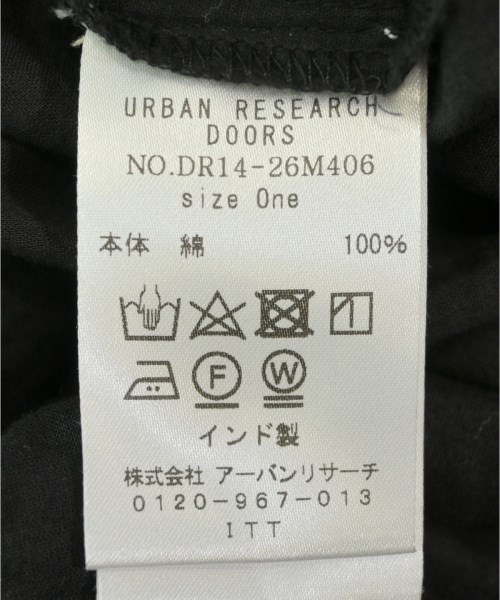 URBAN RESEARCH
DOORS
NO.DR14-26M406
size One
本体 綿 100%
F W
インド製
株式会社 アーバンリサーチ
0120-967-013
ITT